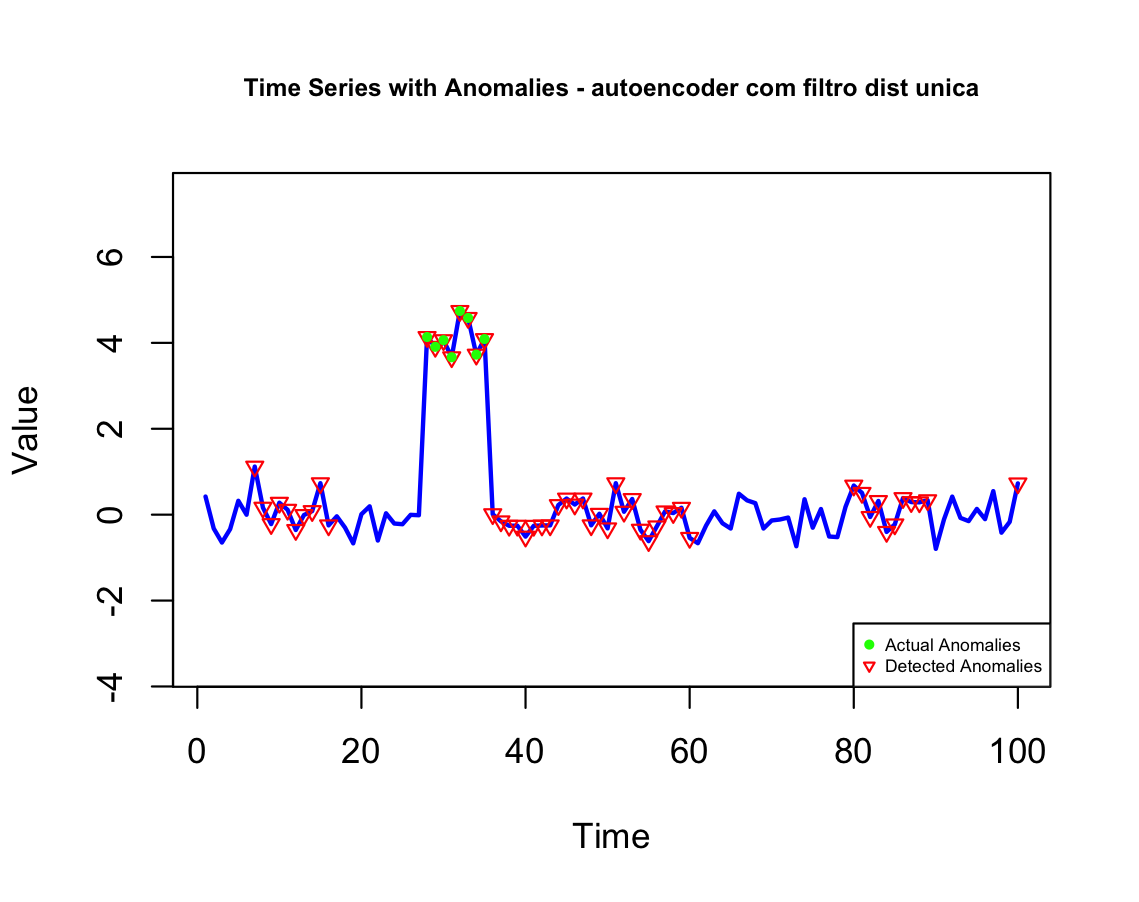 Time Series with Anomalies - autoencoder com filtro dist unica
Value
6
4
2
0
-2
-4
Actual Anomalies
Detected Anomalies
0 20 40 60 80 100
Time